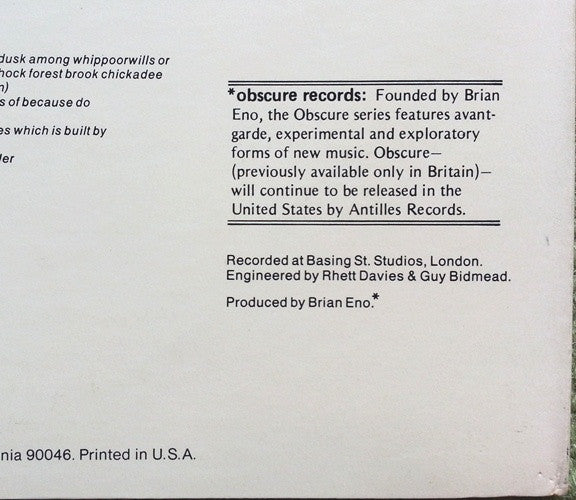 dusk among whippoorwills or
hock forest brook chickadee
n)
s of because do
es which is built by
ler
*obscure records: Founded by Brian
Eno, the Obscure series features avant-
garde, experimental and exploratory
forms of new music. Obscure—
(previously available only in Britain)—
will continue to be released in the
United States by Antilles Records.
Recorded at Basing St. Studios, London.
Engineered by Rhett Davies & Guy Bidmead.
Produced by Brian Eno.*
nia 90046. Printed in U.S.A.